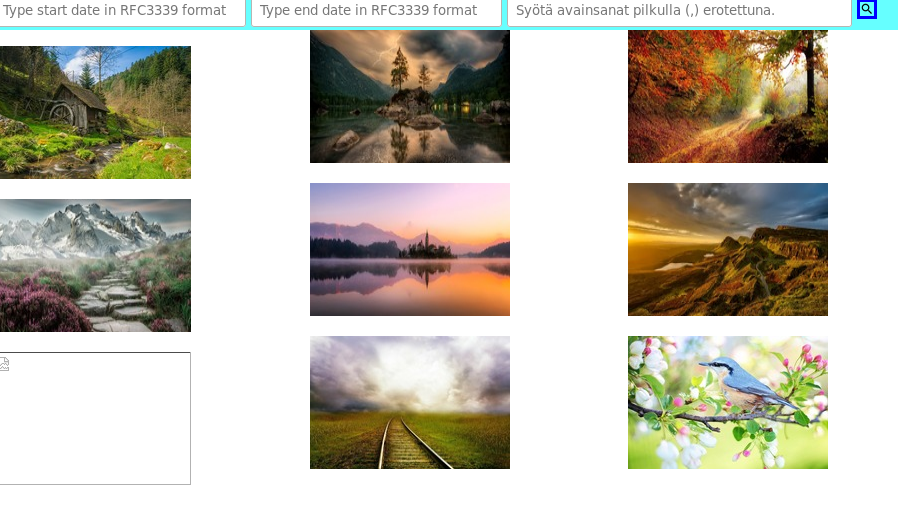 Type start date in RFC3339 format
Type end date in RFC3339 format
Syötä avainsanat pilkulla (,) erotettuna.